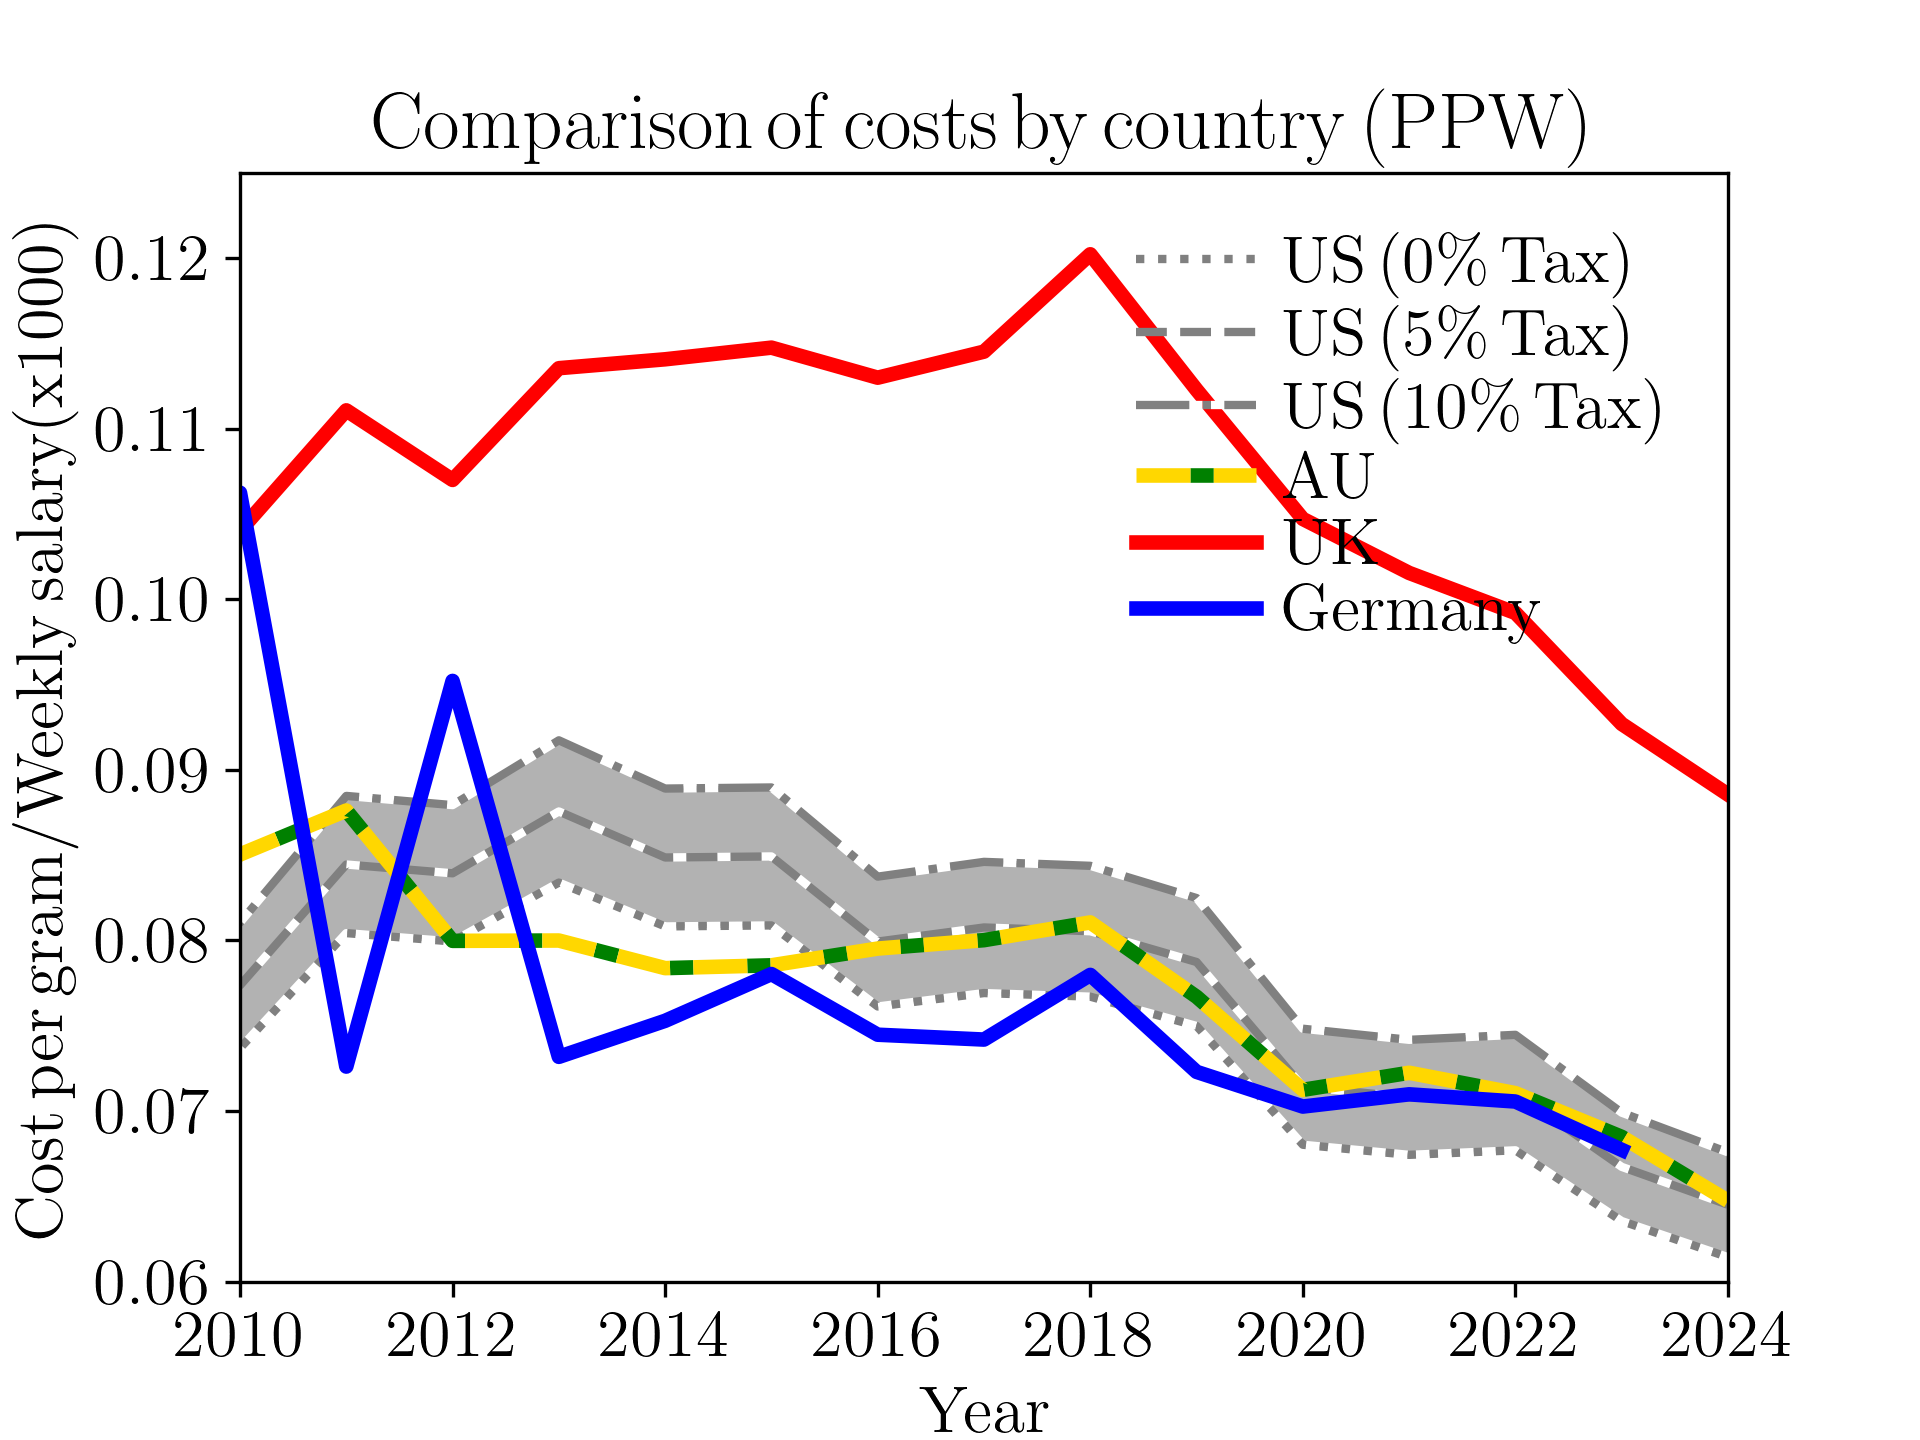 Comparison of costs by country (PPW)
Cost per gram/Weekly salary(x1000)
0.12
0.11
0.10
0.09
0.08
0.07
0.06
US (0% Tax)
US (5% Tax)
US (10% Tax)
AU
UK
Germany
2010 2012 2014 2016 2018 2020 2022 2024
Year